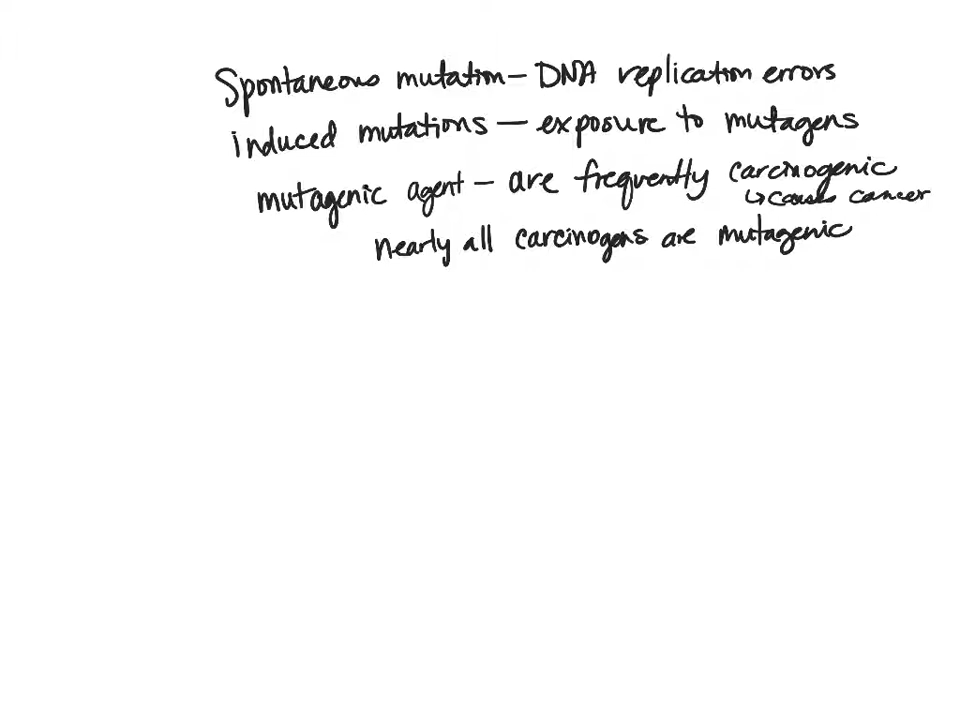 Spontaneous mutation - DNA replication errors
induced mutations - exposure to mutagens
mutagenic agent - are frequently carcinogenic
↳ causes cancer
nearly all carcinogens are mutagenic